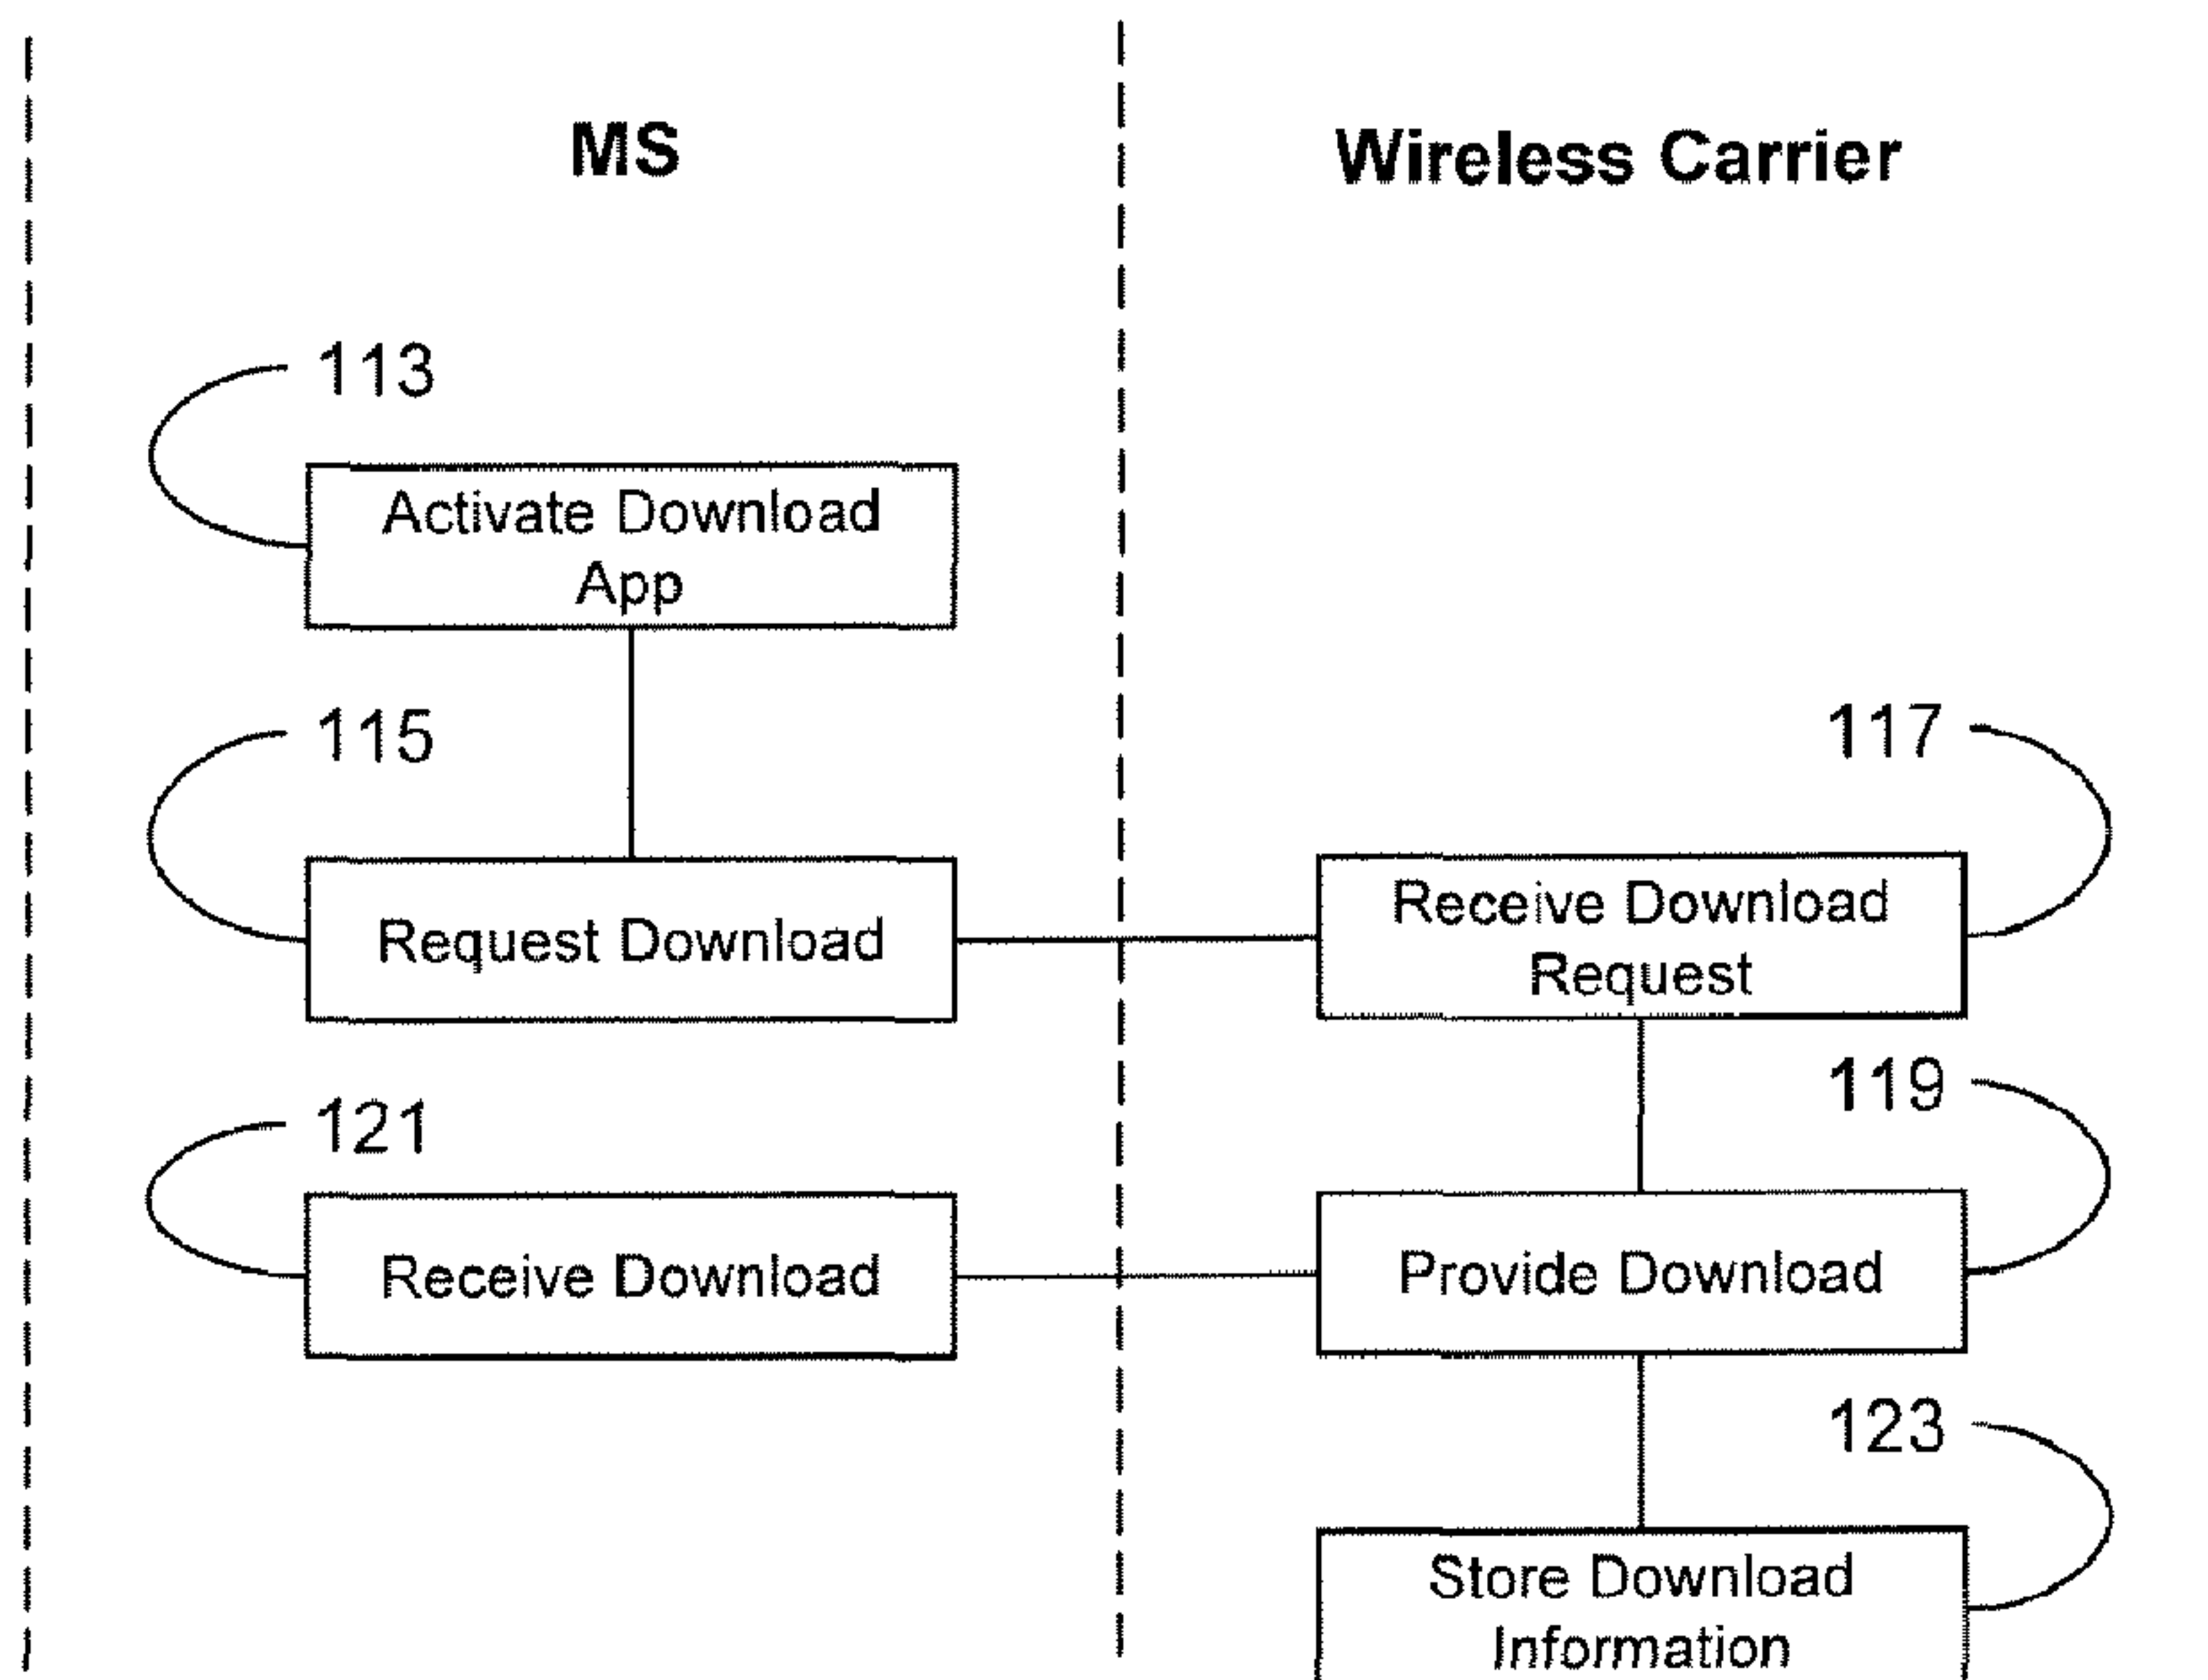 MS
Wireless Carrier
113
Activate Download
App
115
Request Download
117
Receive Download
Request
119
Provide Download
121
Receive Download
123
Store Download
Information